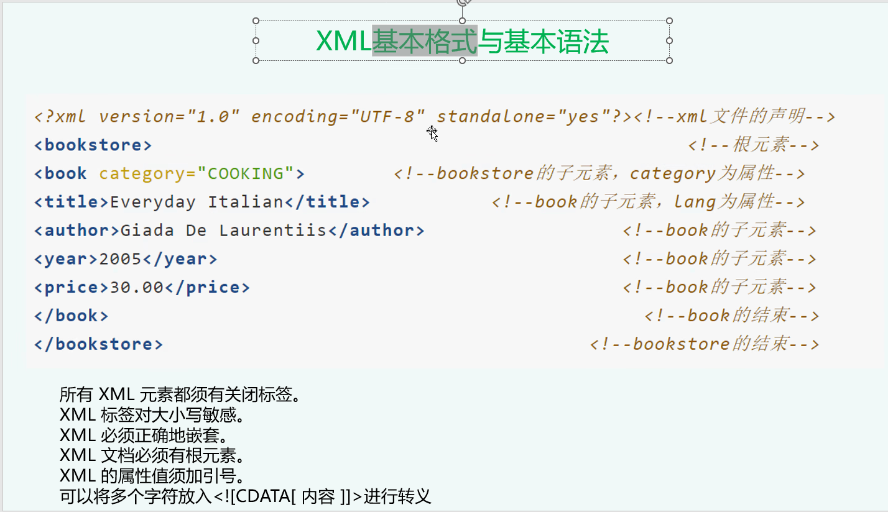 XML基本格式与基本语法
<?xml version="1.0" encoding="UTF-8" standalone="yes"?><!--xml文件的声明-->
<bookstore> <!--根元素-->
<book category="COOKING"> <!--bookstore的子元素，category为属性-->
<title>Everyday Italian</title> <!--book的子元素，lang为属性-->
<author>Giada De Laurentiis</author> <!--book的子元素-->
<year>2005</year> <!--book的子元素-->
<price>30.00</price> <!--book的子元素-->
</book> <!--book的结束-->
</bookstore> <!--bookstore的结束-->
所有 XML 元素都须有关闭标签。
XML 标签对大小写敏感。
XML 必须正确地嵌套。
XML 文档必须有根元素。
XML 的属性值须加引号。
可以将多个字符放入<![CDATA[ 内容 ]]>进行转义